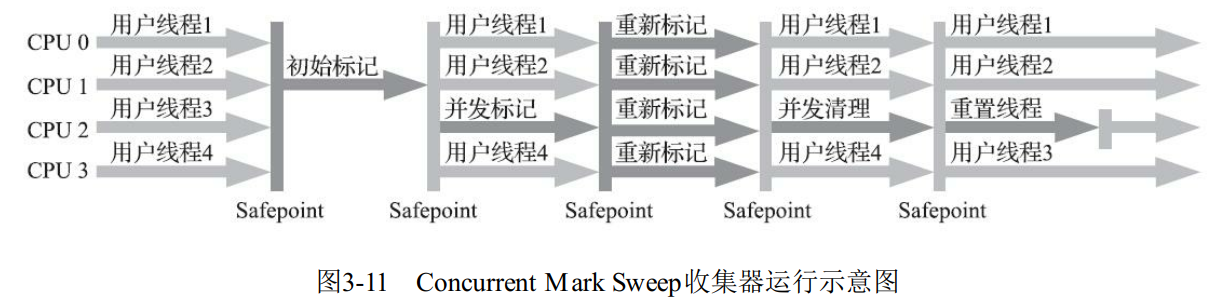 CPU 0 用户线程1 用户线程1 重新标记 用户线程1 用户线程1
CPU 1 用户线程2 初始标记 用户线程2 重新标记 用户线程2 用户线程2
CPU 2 用户线程3 并发标记 重新标记 并发清理 重置线程
CPU 3 用户线程4 用户线程4 重新标记 用户线程4 用户线程3
Safepoint Safepoint Safepoint Safepoint Safepoint
图3-11 Concurrent Mark Sweep收集器运行示意图